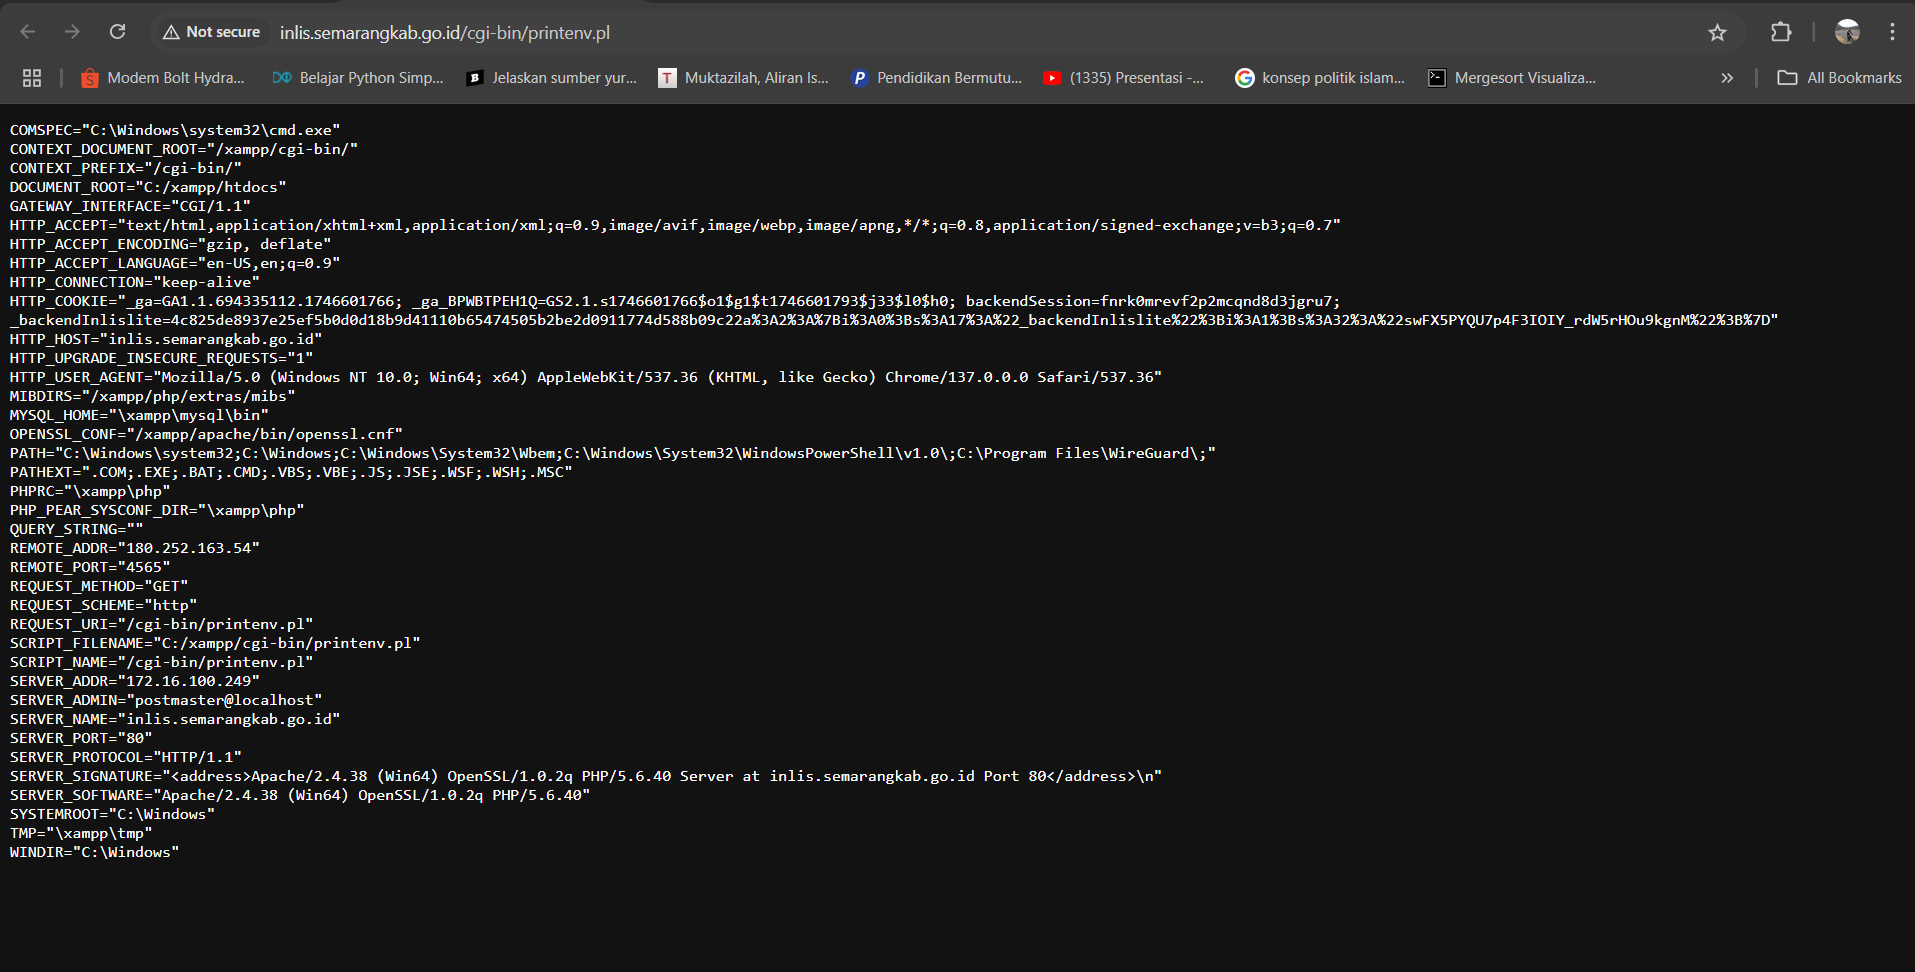 Not secure inlis.semarangkab.go.id/cgi-bin/printenv.pl
Modem Bolt Hydra... Belajar Python Simp... Jelaskan sumber yur... Muktazilah, Aliran Is... Pendidikan Bermutu... (1335) Presentasi -... konsep politik islam... Mergesort Visualiza... » All Bookmarks
COMSPEC="C:\Windows\system32\cmd.exe"
CONTEXT_DOCUMENT_ROOT="/xampp/cgi-bin/"
CONTEXT_PREFIX="/cgi-bin/"
DOCUMENT_ROOT="C:/xampp/htdocs"
GATEWAY_INTERFACE="CGI/1.1"
HTTP_ACCEPT="text/html,application/xhtml+xml,application/xml;q=0.9,image/avif,image/webp,image/apng,*/*;q=0.8,application/signed-exchange;v=b3;q=0.7"
HTTP_ACCEPT_ENCODING="gzip, deflate"
HTTP_ACCEPT_LANGUAGE="en-US,en;q=0.9"
HTTP_CONNECTION="keep-alive"
HTTP_COOKIE="_ga=GA1.1.694335112.1746601766; _ga_BPWBTPEH1Q=GS2.1.s1746601766$o1$g1$t1746601793$j33$l0$h0; backendSession=fnrk0mrevf2p2mcqnd8d3jgru7;
_backendInlislite=4c825de8937e25ef5b0d0d18b9d41110b65474505b2be2d0911774d588b09c22a%3A2%3A%7Bi%3A0%3Bs%3A17%3A%22_backendInlislite%22%3Bi%3A1%3Bs%3A32%3A%22swFX5PYQU7p4F3IOIY_rdW5rHOu9kgnM%22%3B%7D"
HTTP_HOST="inlis.semarangkab.go.id"
HTTP_UPGRADE_INSECURE_REQUESTS="1"
HTTP_USER_AGENT="Mozilla/5.0 (Windows NT 10.0; Win64; x64) AppleWebKit/537.36 (KHTML, like Gecko) Chrome/137.0.0.0 Safari/537.36"
MIBDIRS="/xampp/php/extras/mibs"
MYSQL_HOME="\xampp\mysql\bin"
OPENSSL_CONF="/xampp/apache/bin/openssl.cnf"
PATH="C:\Windows\system32;C:\Windows;C:\Windows\System32\Wbem;C:\Windows\System32\WindowsPowerShell\v1.0\;C:\Program Files\WireGuard\;"
PATHEXT=".COM;.EXE;.BAT;.CMD;.VBS;.VBE;.JS;.JSE;.WSF;.WSH;.MSC"
PHPRC="\xampp\php"
PHP_PEAR_SYSCONF_DIR="\xampp\php"
QUERY_STRING=""
REMOTE_ADDR="180.252.163.54"
REMOTE_PORT="4565"
REQUEST_METHOD="GET"
REQUEST_SCHEME="http"
REQUEST_URI="/cgi-bin/printenv.pl"
SCRIPT_FILENAME="C:/xampp/cgi-bin/printenv.pl"
SCRIPT_NAME="/cgi-bin/printenv.pl"
SERVER_ADDR="172.16.100.249"
SERVER_ADMIN="postmaster@localhost"
SERVER_NAME="inlis.semarangkab.go.id"
SERVER_PORT="80"
SERVER_PROTOCOL="HTTP/1.1"
SERVER_SIGNATURE="<address>Apache/2.4.38 (Win64) OpenSSL/1.0.2q PHP/5.6.40 Server at inlis.semarangkab.go.id Port 80</address>\n"
SERVER_SOFTWARE="Apache/2.4.38 (Win64) OpenSSL/1.0.2q PHP/5.6.40"
SYSTEMROOT="C:\Windows"
TMP="\xampp\tmp"
WINDIR="C:\Windows"